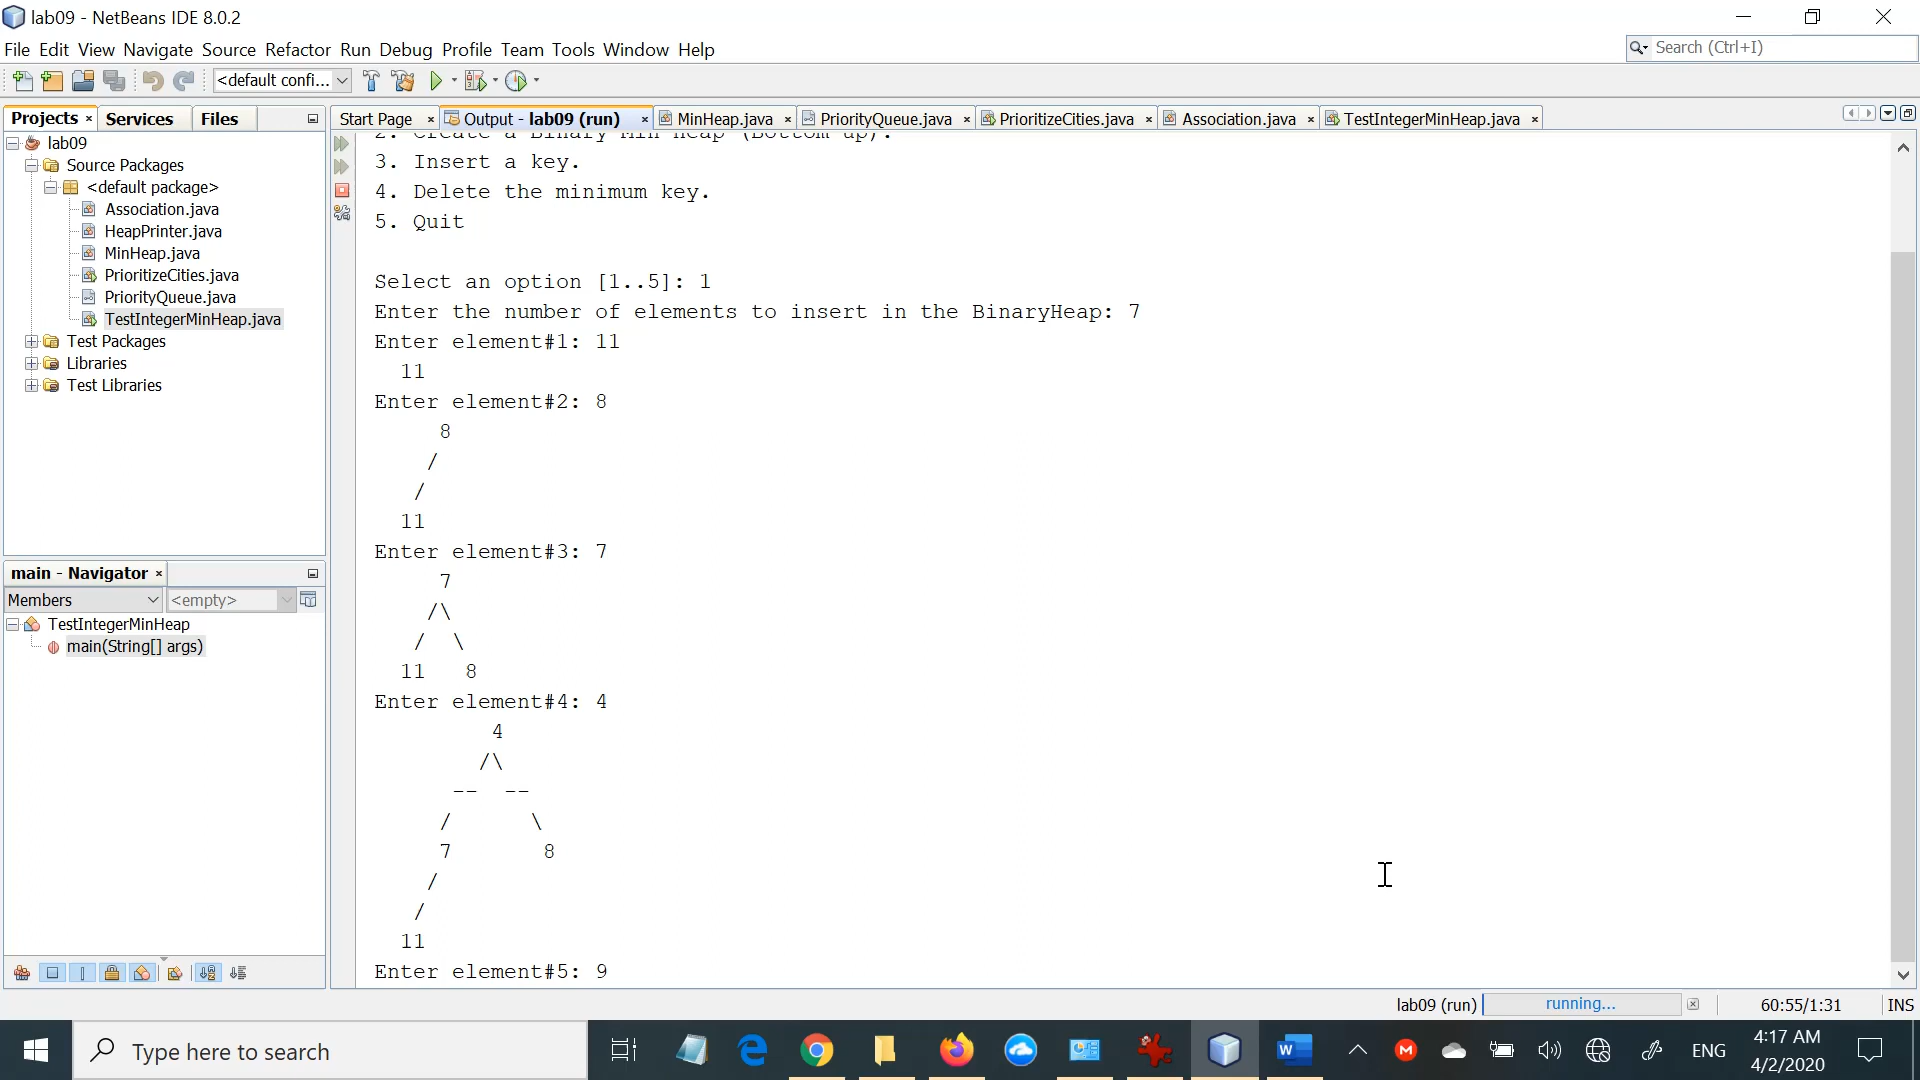 lab09 - NetBeans IDE 8.0.2
File Edit View Navigate Source Refactor Run Debug Profile Team Tools Window Help
Search (Ctrl+I)
<default confi...
Projects Services Files
Start Page Output - lab09 (run) MinHeap.java PriorityQueue.java PrioritizeCities.java Association.java TestIntegerMinHeap.java
lab09
Source Packages
<default package>
Association.java
HeapPrinter.java
MinHeap.java
PrioritizeCities.java
PriorityQueue.java
TestIntegerMinHeap.java
Test Packages
Libraries
Test Libraries
main - Navigator
Members <empty>
TestIntegerMinHeap
main(String[] args)
2. Create a Binary Min Heap (Bottom up).
3. Insert a key.
4. Delete the minimum key.
5. Quit
Select an option [1..5]: 1
Enter the number of elements to insert in the BinaryHeap: 7
Enter element#1: 11
11
Enter element#2: 8
8
/
/
11
Enter element#3: 7
7
/\
/ \
11 8
Enter element#4: 4
4
/\
-- --
/ \
7 8
/
/
11
Enter element#5: 9
lab09 (run) running... 60:55/1:31 INS
Type here to search
ENG
4:17 AM
4/2/2020